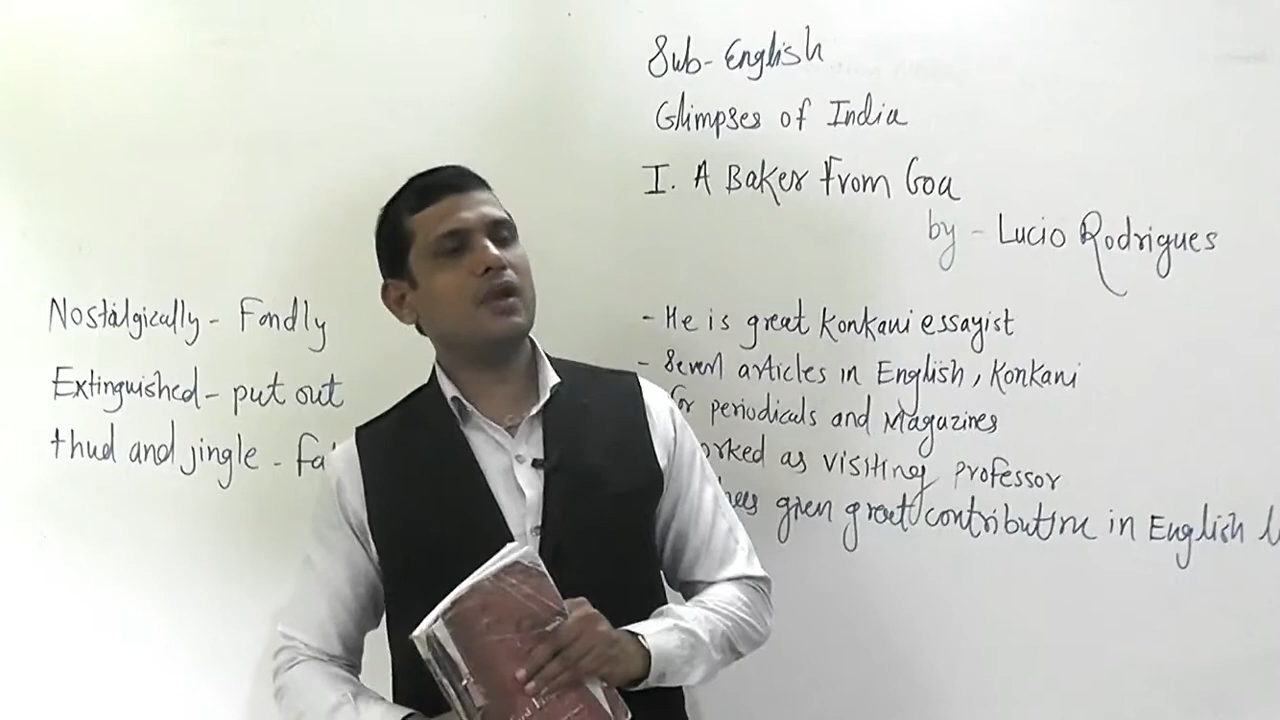 Sub- English
Glimpses of India
I. A Baker From Goa
by - Lucio Rodrigues
Nostalgically - Fondly
Extinguished - put out
thud and jingle -
- He is great Konkani essayist
- Seven articles in English, Konkani
for periodicals and Magazines
as visiting professor
given great contribution in English